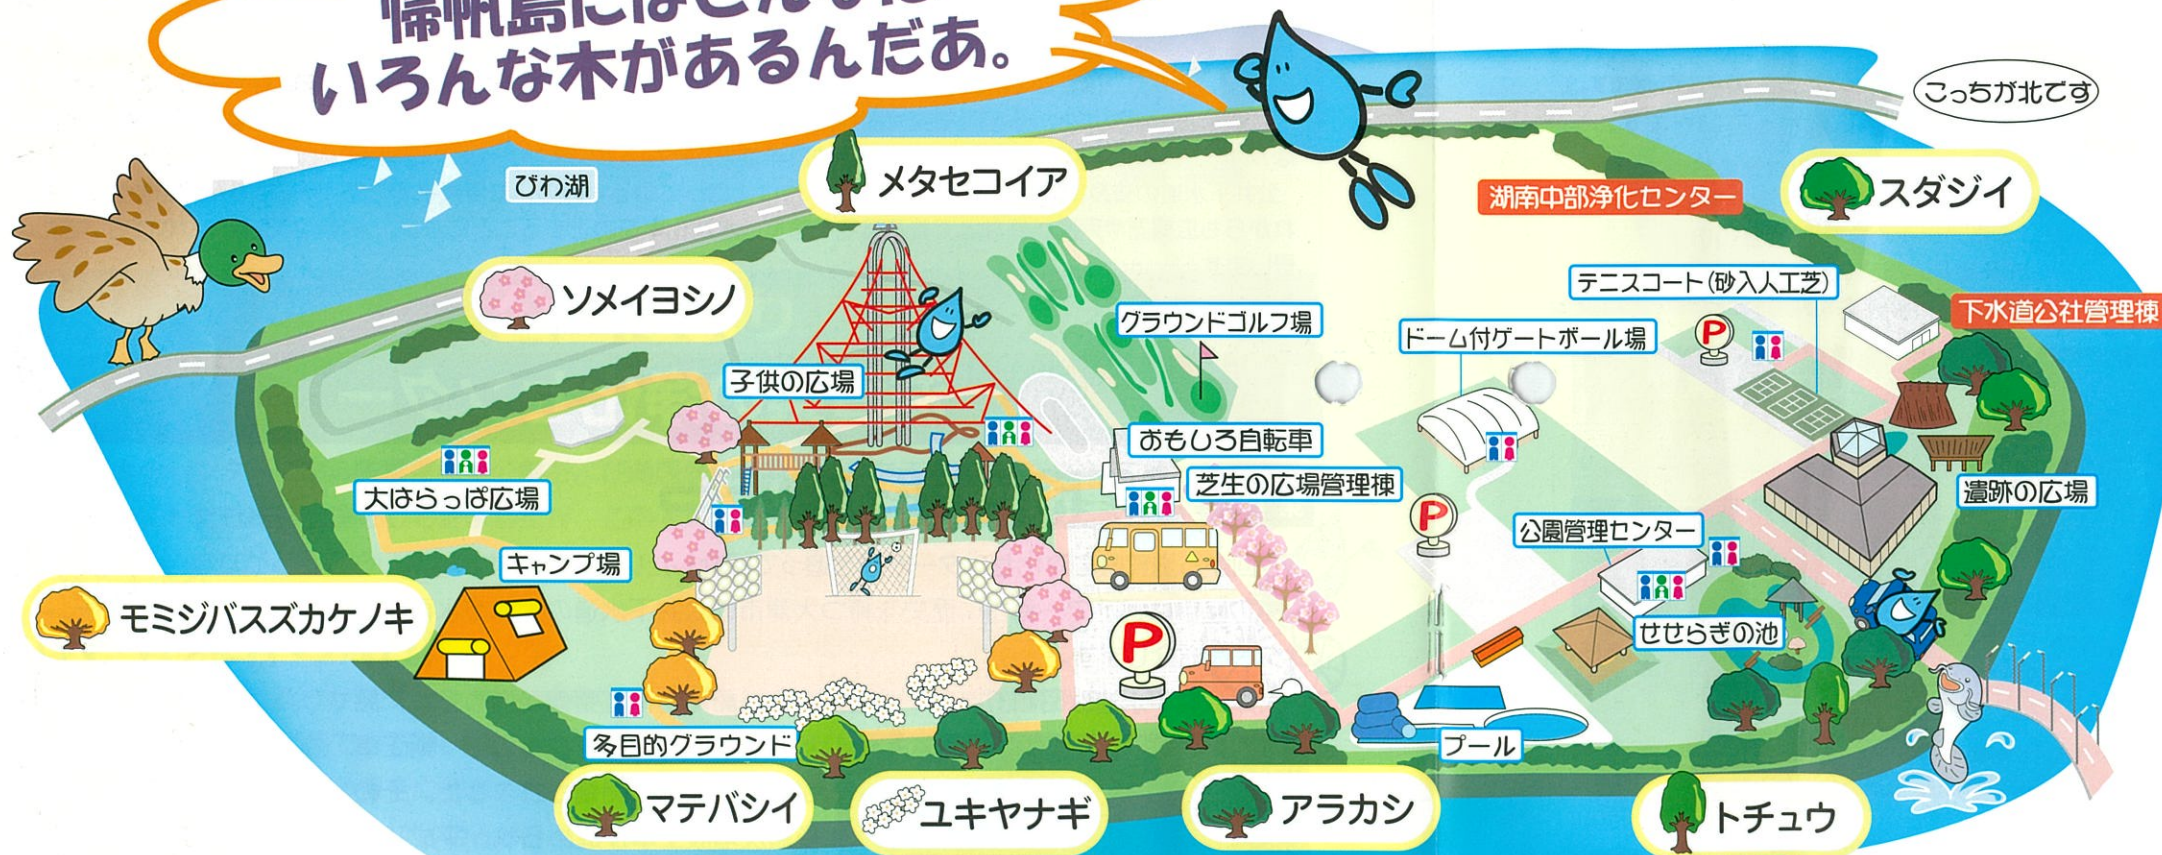 帰帆島には
いろんな木があるんだあ。
こっちが北です
びわ湖
メタセコイア
湖南中部浄化センター
スダジイ
ソメイヨシノ
テニスコート(砂入人工芝)
下水道公社管理棟
グラウンドゴルフ場
ドーム付ゲートボール場
P
子供の広場
おもしろ自転車
芝生の広場管理棟
大はらっぱ広場
遺跡の広場
P
公園管理センター
キャンプ場
モミジバスズカケノキ
せせらぎの池
P
多目的グラウンド
プール
マテバシイ
ユキヤナギ
アラカシ
トチュウ